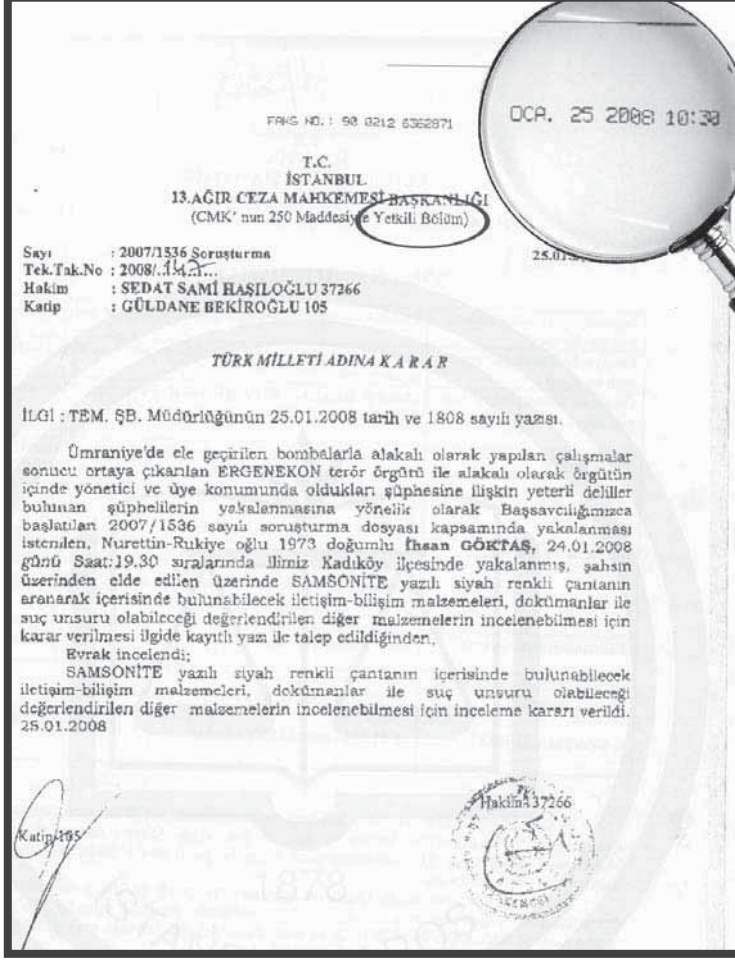 FAKS NO. : 90 0212 6362871
OCA. 25 2008 10:30
T.C.
İSTANBUL
13.AĞIR CEZA MAHKEMESİ BAŞKANLIĞI
(CMK' nun 250 Maddesiyle Yetkili Bölüm)
25.01.
Sayı : 2007/1536 Soruşturma
Tek.Tak.No : 2008/
Hakim : SEDAT SAMİ HAŞILOĞLU 37266
Katip : GÜLDANE BEKİROĞLU 105
TÜRK MİLLETİ ADINA K A R A R
İLGİ : TEM. ŞB. Müdürlüğünün 25.01.2008 tarih ve 1808 sayılı yazısı.
Ümraniye'de ele geçirilen bombalarla alakalı olarak yapılan çalışmalar
sonucu ortaya çıkarılan ERGENEKON terör örgütü ile alakalı olarak örgütün
içinde yönetici ve üye konumunda oldukları şüphesine ilişkin yeterli deliller
bulunan şüphelilerin yakalanmasına yönelik olarak Başsavcılığımızca
başlatılan 2007/1536 sayılı soruşturma dosyası kapsamında yakalanması
istenilen, Nurettin-Rukiye oğlu 1973 doğumlu İhsan GÖKTAŞ, 24.01.2008
günü Saat:19.30 sıralarında ilimiz Kadıköy ilçesinde yakalanmış, şahsın
üzerinden elde edilen üzerinde SAMSONİTE yazılı siyah renkli çantanın
aranarak içerisinde bulunabilecek iletişim-bilişim malzemeleri, dokümanlar ile
suç unsuru olabileceği değerlendirilen diğer malzemelerin incelenebilmesi için
karar verilmesi ilgide kayıtlı yazı ile talep edildiğinden,
Evrak incelendi;
SAMSONİTE yazılı siyah renkli çantanın içerisinde bulunabilecek
iletişim-bilişim malzemeleri, dokümanlar ile suç unsuru olabileceği
değerlendirilen diğer malzemelerin incelenebilmesi için inceleme kararı verildi.
25.01.2008
Katip 105
Hakim 37266
1878